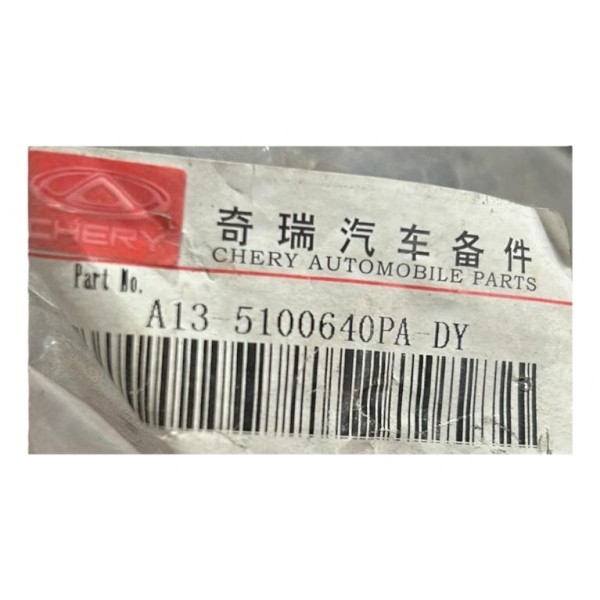 CHERY
奇瑞汽车备件
CHERY AUTOMOBILE PARTS
Part No.
A13-5100640PA-DY